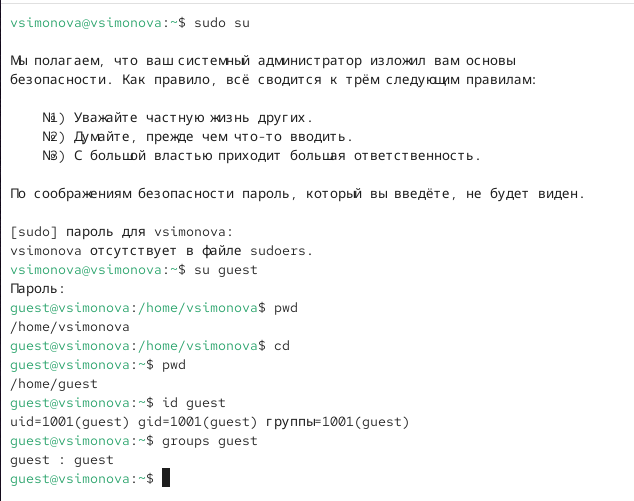 vsimonova@vsimonova:~$ sudo su
Мы полагаем, что ваш системный администратор изложил вам основы
безопасности. Как правило, всё сводится к трём следующим правилам:
№1) Уважайте частную жизнь других.
№2) Думайте, прежде чем что-то вводить.
№3) С большой властью приходит большая ответственность.
По соображениям безопасности пароль, который вы введёте, не будет виден.
[sudo] пароль для vsimonova:
vsimonova отсутствует в файле sudoers.
vsimonova@vsimonova:~$ su guest
Пароль:
guest@vsimonova:/home/vsimonova$ pwd
/home/vsimonova
guest@vsimonova:/home/vsimonova$ cd
guest@vsimonova:~$ pwd
/home/guest
guest@vsimonova:~$ id guest
uid=1001(guest) gid=1001(guest) группы=1001(guest)
guest@vsimonova:~$ groups guest
guest : guest
guest@vsimonova:~$